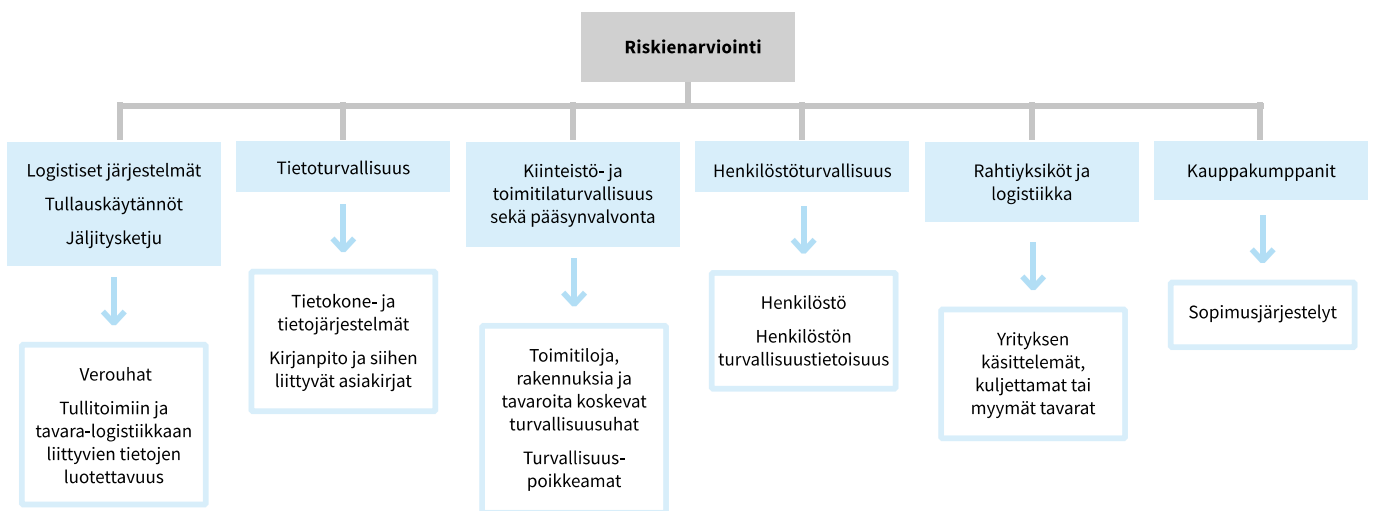 Riskienarviointi
Logistiset järjestelmät
Tullauskäytännöt
Jäljitysketju
Verouhat
Tullitoimiin ja
tavara-logistiikkaan
liittyvien tietojen
luotettavuus
Tietoturvallisuus
Tietokone- ja
tietojärjestelmät
Kirjanpito ja siihen
liittyvät asiakirjat
Kiinteistö- ja
toimitilaturvallisuus
sekä pääsynvalvonta
Toimitiloja,
rakennuksia ja
tavaroita koskevat
turvallisuusuhat
Turvallisuus-
poikkeamat
Henkilöstöturvallisuus
Henkilöstö
Henkilöstön
turvallisuustietoisuus
Rahtiyksiköt ja
logistiikka
Yrityksen
käsittelemät,
kuljettamat tai
myymät tavarat
Kauppakumppanit
Sopimusjärjestelyt